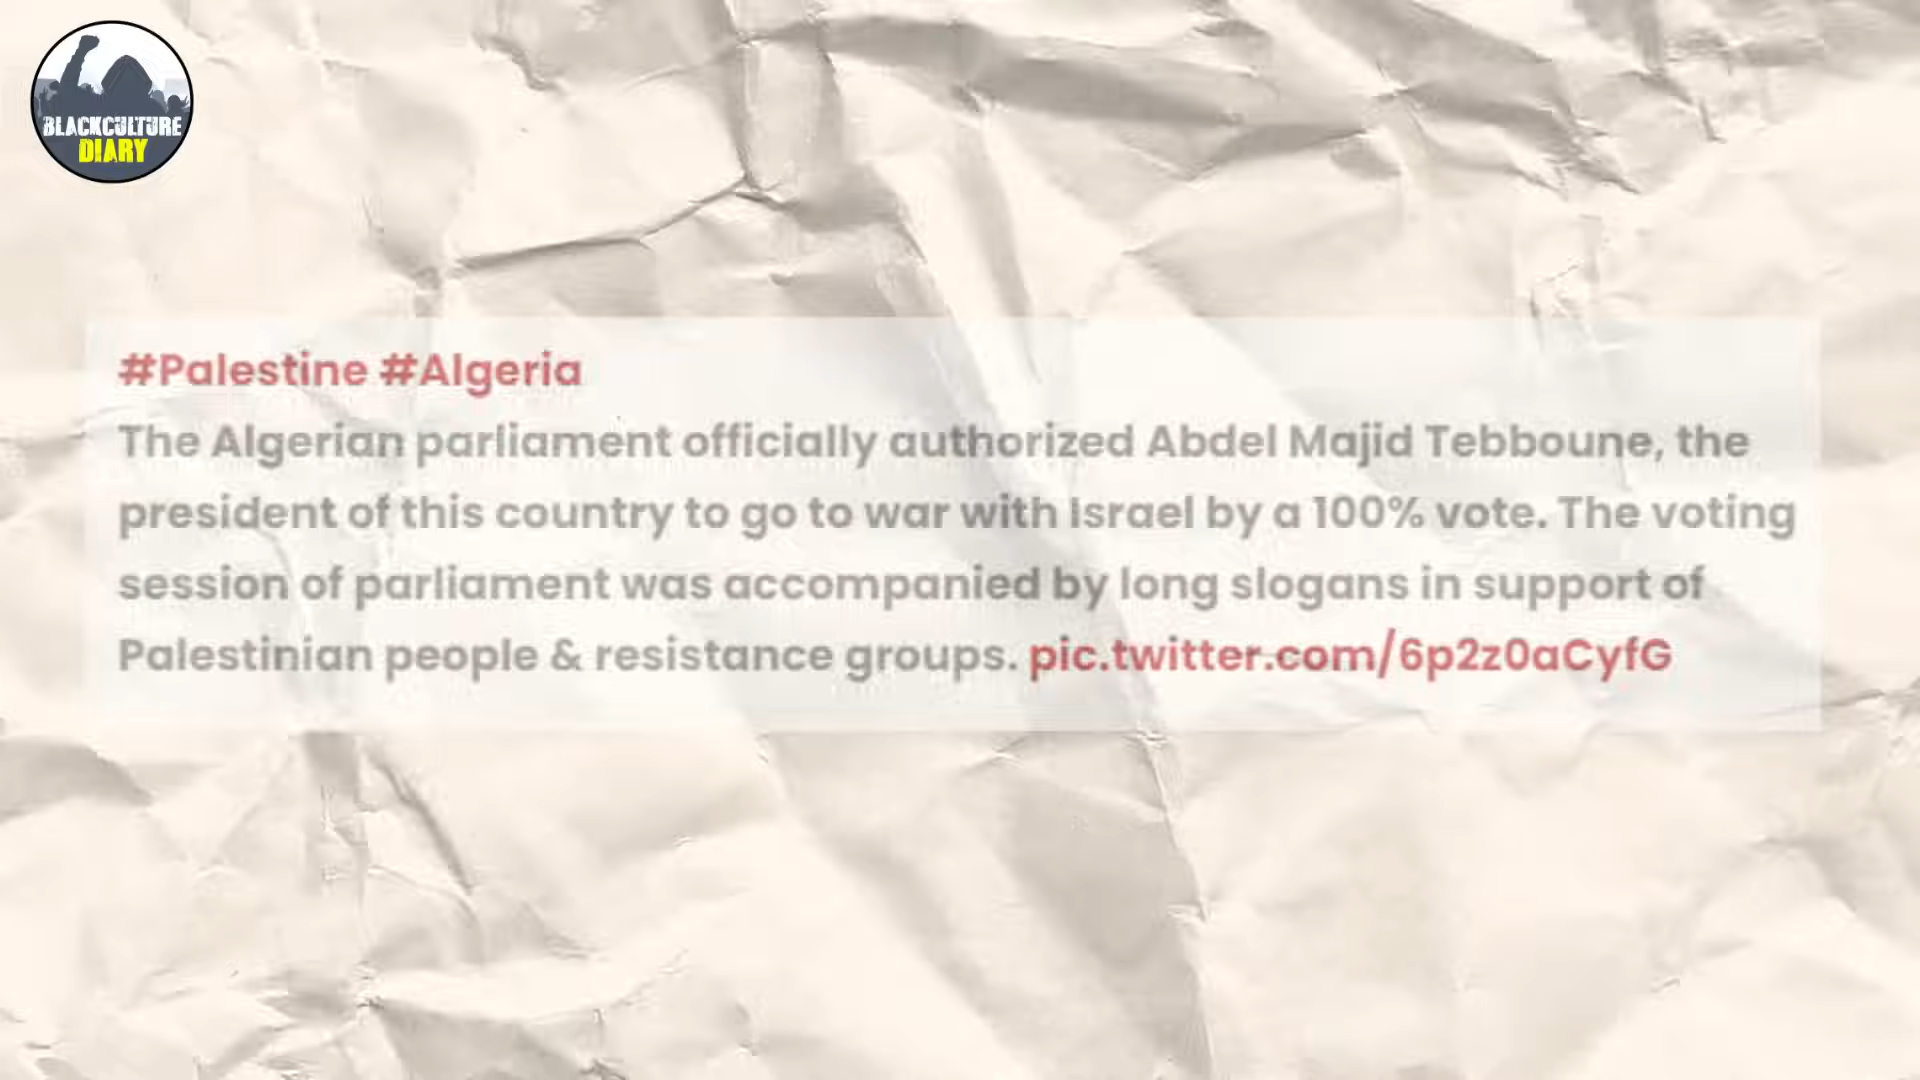 BLACKCULTURE
DIARY
#Palestine #Algeria
The Algerian parliament officially authorized Abdel Majid Tebboune, the
president of this country to go to war with Israel by a 100% vote. The voting
session of parliament was accompanied by long slogans in support of
Palestinian people & resistance groups. pic.twitter.com/6p2z0aCyfG